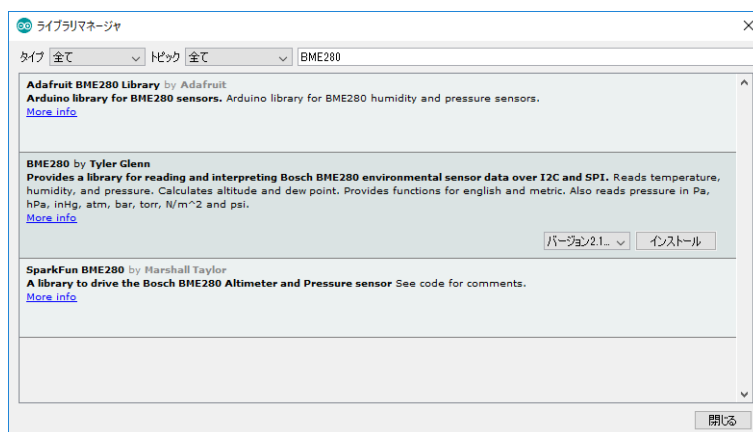 ライブラリマネージャ
タイプ 全て トピック 全て BME280
Adafruit BME280 Library by Adafruit
Arduino library for BME280 sensors. Arduino library for BME280 humidity and pressure sensors.
More info
BME280 by Tyler Glenn
Provides a library for reading and interpreting Bosch BME280 environmental sensor data over I2C and SPI. Reads temperature,
humidity, and pressure. Calculates altitude and dew point. Provides functions for english and metric. Also reads pressure in Pa,
hPa, inHg, atm, bar, torr, N/m^2 and psi.
More info
バージョン2.1... インストール
SparkFun BME280 by Marshall Taylor
A library to drive the Bosch BME280 Altimeter and Pressure sensor See code for comments.
More info
閉じる